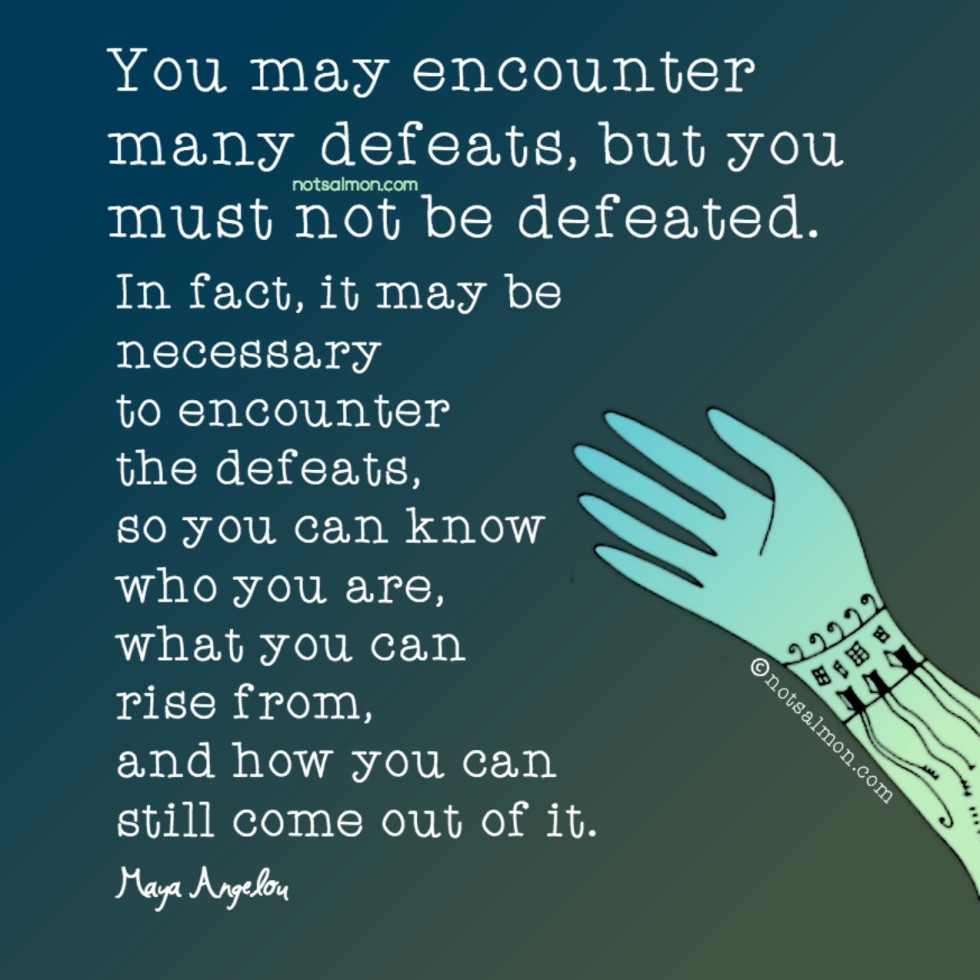 You may encounter
many defeats, but you
notsalmon.com
must not be defeated.
In fact, it may be
necessary
to encounter
the defeats,
so you can know
who you are,
what you can
rise from,
and how you can
still come out of it.
Maya Angelou
©notsalmon.com